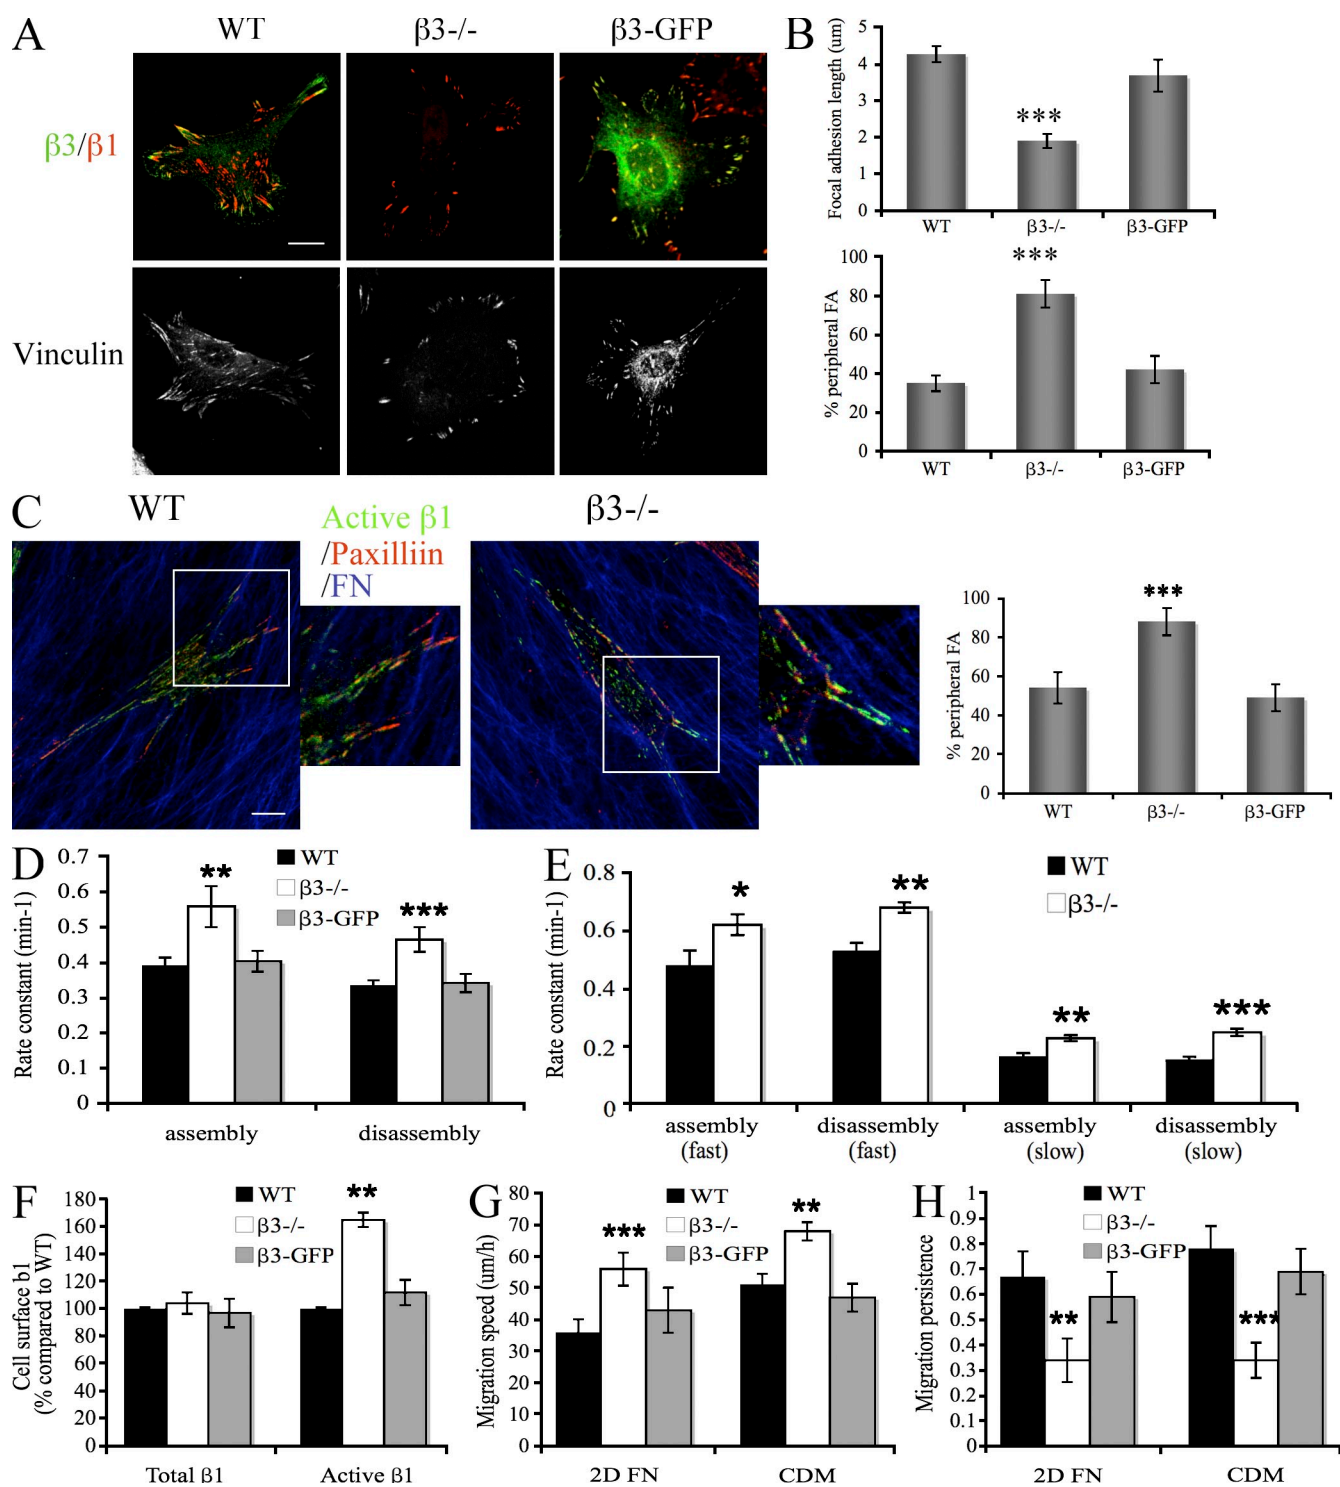 A
WT
β3-/-
β3-GFP
β3/β1
Vinculin
B
Focal adhesion length (um)
5
4
3
2
1
0
***
WT
β3-/-
β3-GFP
% peripheral FA
100
80
60
40
20
0
***
WT
β3-/-
β3-GFP
C
WT
Active β1
/Paxilliin
/FN
β3-/-
% peripheral FA
100
80
60
40
20
0
***
WT
β3-/-
β3-GFP
D
Rate constant (min-1)
0.7
0.6
0.5
0.4
0.3
0.2
0.1
0
**
***
WT
β3-/-
β3-GFP
assembly
disassembly
E
Rate constant (min-1)
0.8
0.6
0.4
0.2
0
*
**
**
***
WT
β3-/-
assembly
(fast)
disassembly
(fast)
assembly
(slow)
disassembly
(slow)
F
Cell surface b1
(% compared to WT)
180
160
140
120
100
80
60
40
20
0
**
WT
β3-/-
β3-GFP
Total β1
Active β1
G
Migration speed (um/h)
80
70
60
50
40
30
20
10
0
***
**
WT
β3-/-
β3-GFP
2D FN
CDM
H
Migration persistence
1
0.9
0.8
0.7
0.6
0.5
0.4
0.3
0.2
0.1
0
**
***
WT
β3-/-
β3-GFP
2D FN
CDM